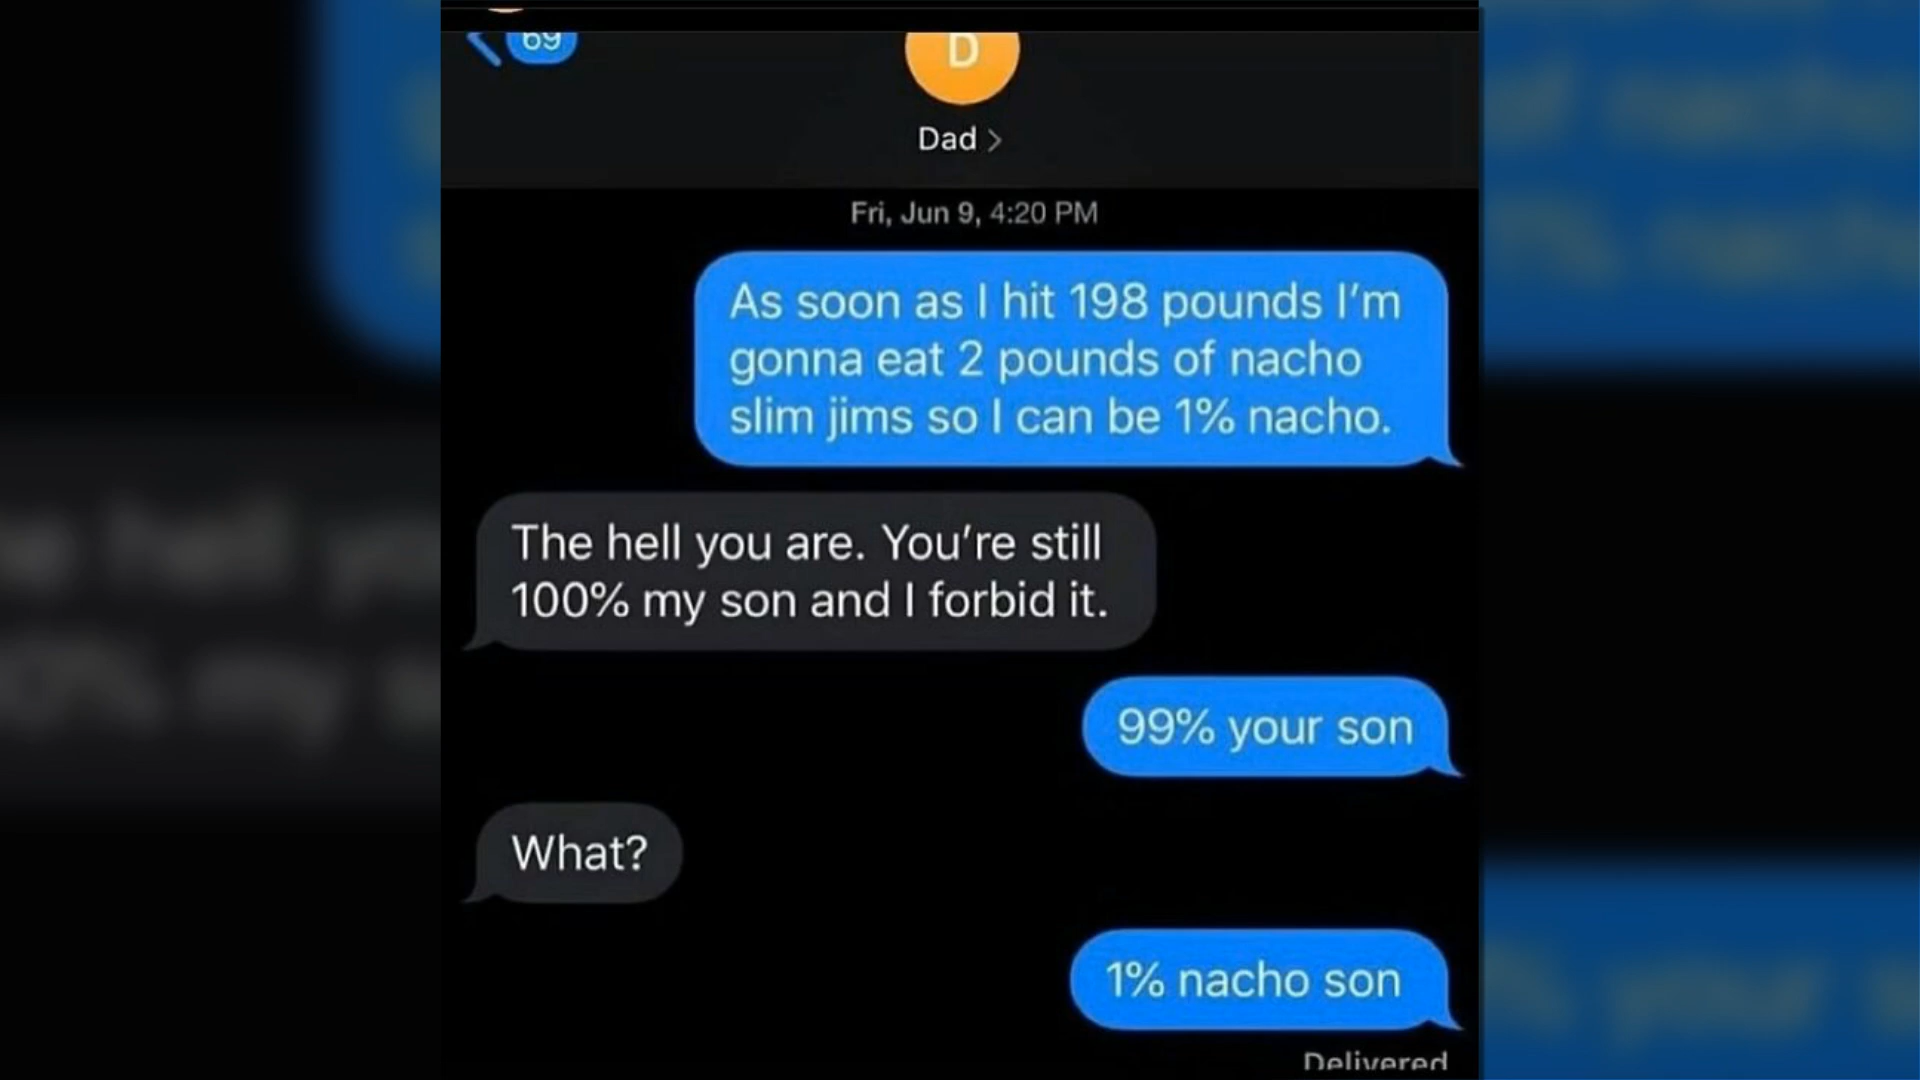 69
D
Dad >
Fri, Jun 9, 4:20 PM
As soon as I hit 198 pounds I’m
gonna eat 2 pounds of nacho
slim jims so I can be 1% nacho.
The hell you are. You’re still
100% my son and I forbid it.
99% your son
What?
1% nacho son
Delivered